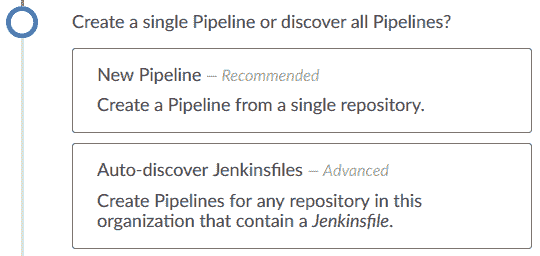 Create a single Pipeline or discover all Pipelines?
New Pipeline — Recommended
Create a Pipeline from a single repository.
Auto-discover Jenkinsfiles — Advanced
Create Pipelines for any repository in this
organization that contain a Jenkinsfile.